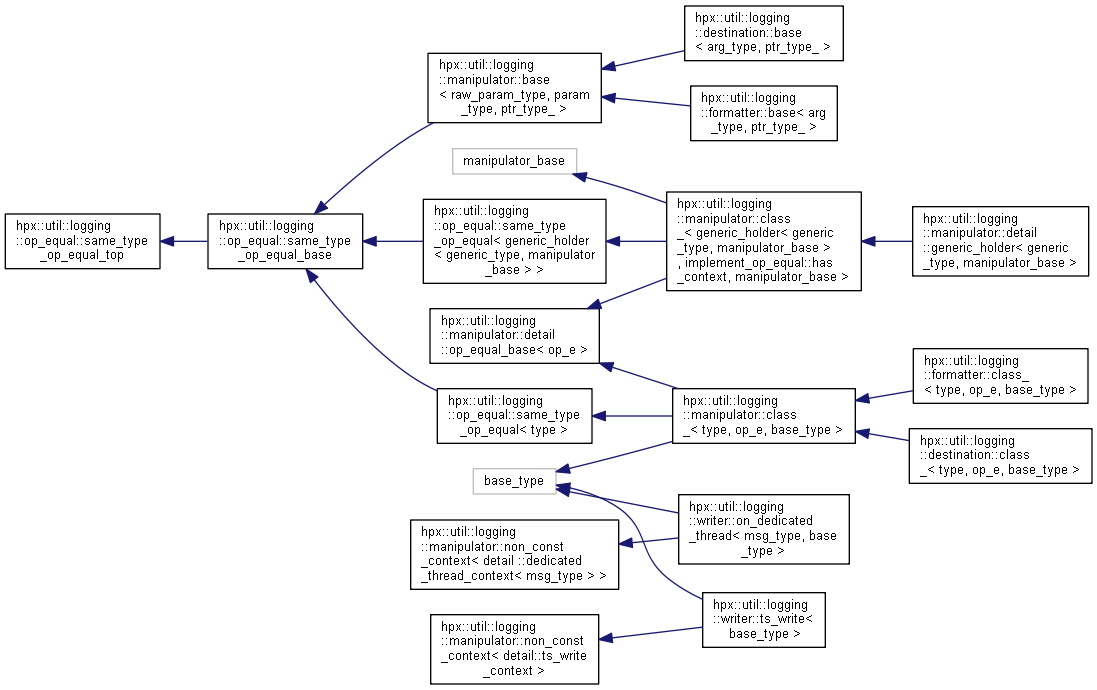 hpx::util::logging
::destination::base
< arg_type, ptr_type_ >
hpx::util::logging
::manipulator::base
< raw_param_type, param
_type, ptr_type_ >
hpx::util::logging
::formatter::base< arg
_type, ptr_type_ >
manipulator_base
hpx::util::logging
::op_equal::same_type
_op_equal_top
hpx::util::logging
::op_equal::same_type
_op_equal_base
hpx::util::logging
::op_equal::same_type
_op_equal< generic_holder
< generic_type, manipulator
_base > >
hpx::util::logging
::manipulator::class
_< generic_holder< generic
_type, manipulator_base >
, implement_op_equal::has
_context, manipulator_base >
hpx::util::logging
::manipulator::detail
::generic_holder< generic
_type, manipulator_base >
hpx::util::logging
::manipulator::detail
::op_equal_base< op_e >
hpx::util::logging
::formatter::class_
< type, op_e, base_type >
hpx::util::logging
::op_equal::same_type
_op_equal< type >
hpx::util::logging
::manipulator::class
_< type, op_e, base_type >
hpx::util::logging
::destination::class
_< type, op_e, base_type >
base_type
hpx::util::logging
::writer::on_dedicated
_thread< msg_type, base
_type >
hpx::util::logging
::manipulator::non_const
_context< detail ::dedicated
_thread_context< msg_type > >
hpx::util::logging
::writer::ts_write<
base_type >
hpx::util::logging
::manipulator::non_const
_context< detail::ts_write
_context >